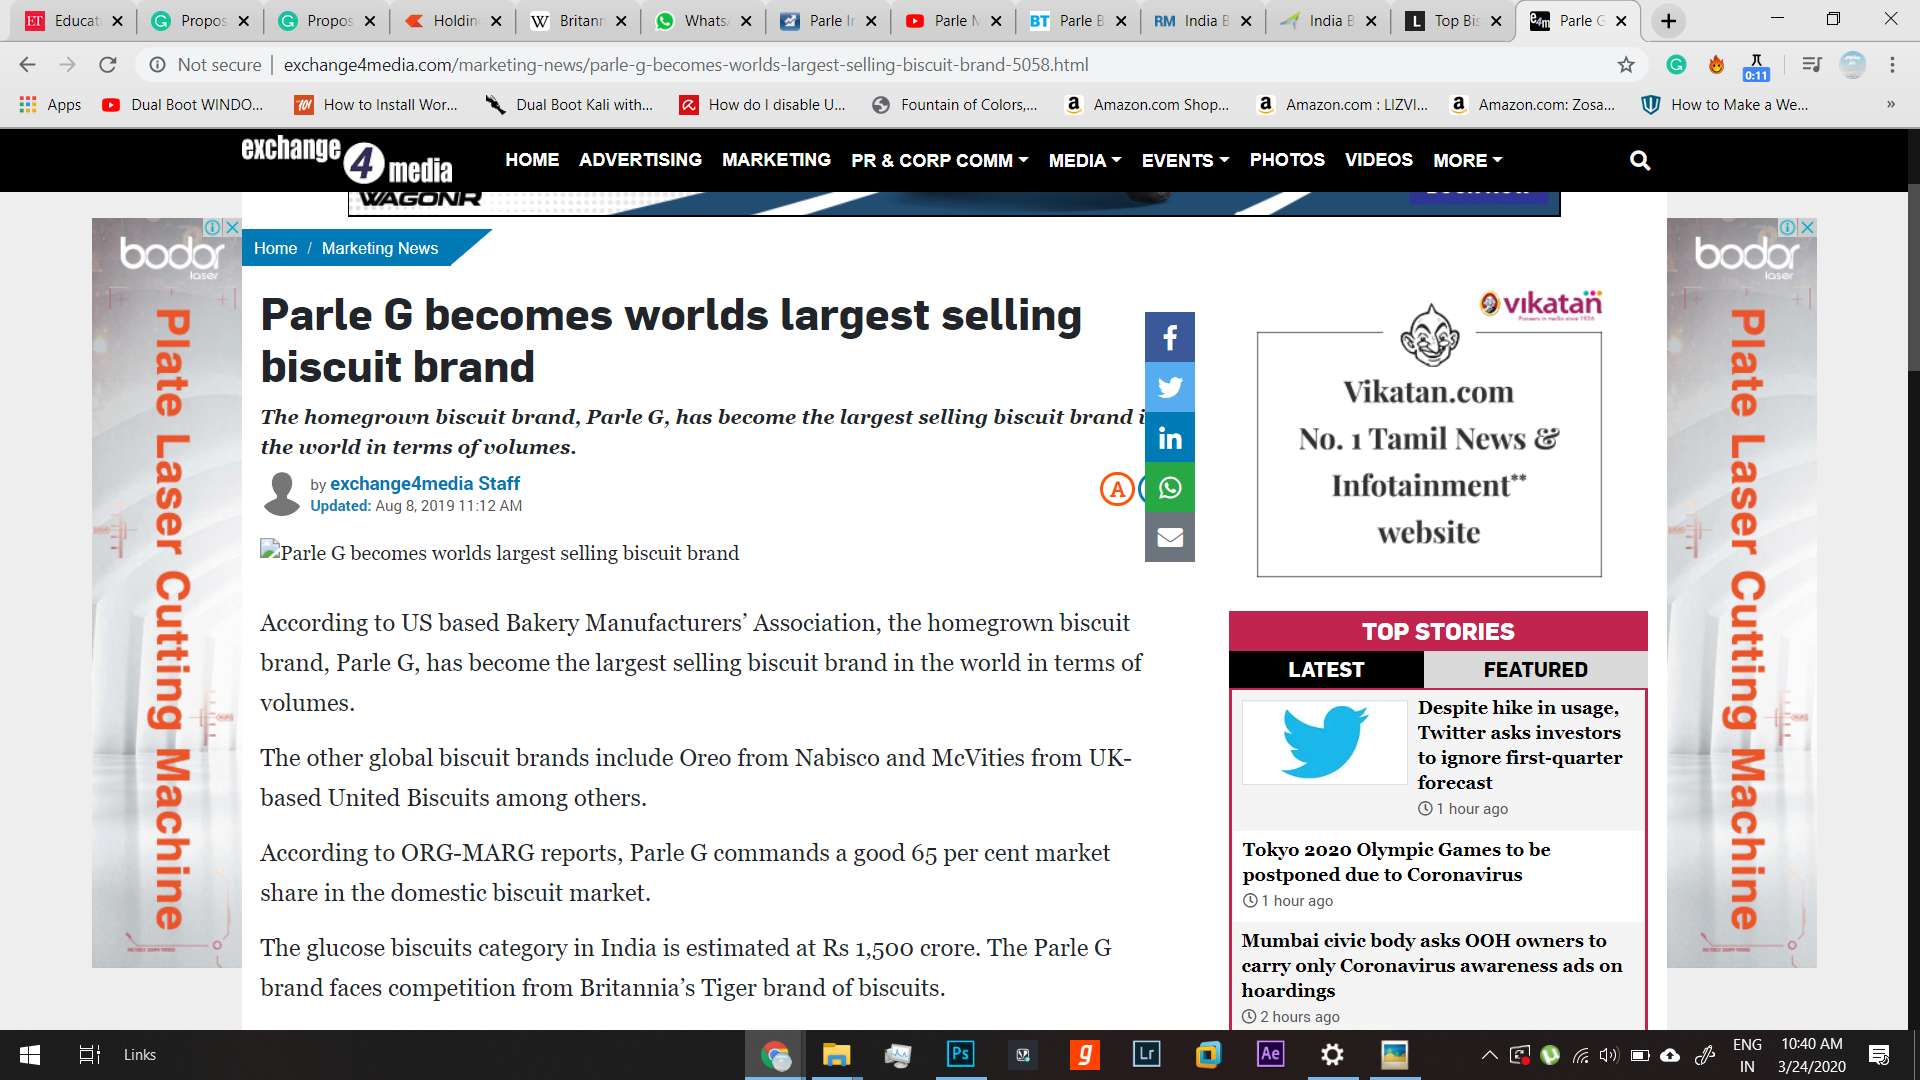 Educati
Propos
Propos
Holdin
Britann
Whats
Parle In
Parle M
Parle B
India B
India B
Top Bis
Parle G
Not secure
exchange4media.com/marketing-news/parle-g-becomes-worlds-largest-selling-biscuit-brand-5058.html
0:11
Apps
Dual Boot WINDO...
How to Install Wor...
Dual Boot Kali with...
How do I disable U...
Fountain of Colors,...
Amazon.com Shop...
Amazon.com : LIZVI...
Amazon.com: Zosa...
How to Make a We...
»
exchange 4 media
HOME
ADVERTISING
MARKETING
PR & CORP COMM
MEDIA
EVENTS
PHOTOS
VIDEOS
MORE
WAGONR
BOOK NOW
bodor
laser
Plate Laser Cutting Machine
Home / Marketing News
Parle G becomes worlds largest selling
biscuit brand
The homegrown biscuit brand, Parle G, has become the largest selling biscuit brand i
the world in terms of volumes.
by exchange4media Staff
Updated: Aug 8, 2019 11:12 AM
A
Parle G becomes worlds largest selling biscuit brand
According to US based Bakery Manufacturers’ Association, the homegrown biscuit
brand, Parle G, has become the largest selling biscuit brand in the world in terms of
volumes.
The other global biscuit brands include Oreo from Nabisco and McVities from UK-
based United Biscuits among others.
According to ORG-MARG reports, Parle G commands a good 65 per cent market
share in the domestic biscuit market.
The glucose biscuits category in India is estimated at Rs 1,500 crore. The Parle G
brand faces competition from Britannia’s Tiger brand of biscuits.
vikatan
Pioneers in media since 1926
Vikatan.com
No. 1 Tamil News &
Infotainment**
website
TOP STORIES
LATEST
FEATURED
Despite hike in usage,
Twitter asks investors
to ignore first-quarter
forecast
1 hour ago
Tokyo 2020 Olympic Games to be
postponed due to Coronavirus
1 hour ago
Mumbai civic body asks OOH owners to
carry only Coronavirus awareness ads on
hoardings
2 hours ago
bodor
laser
Plate Laser Cutting Machine
Links
Ps
Lr
Ae
ENG
IN
10:40 AM
3/24/2020